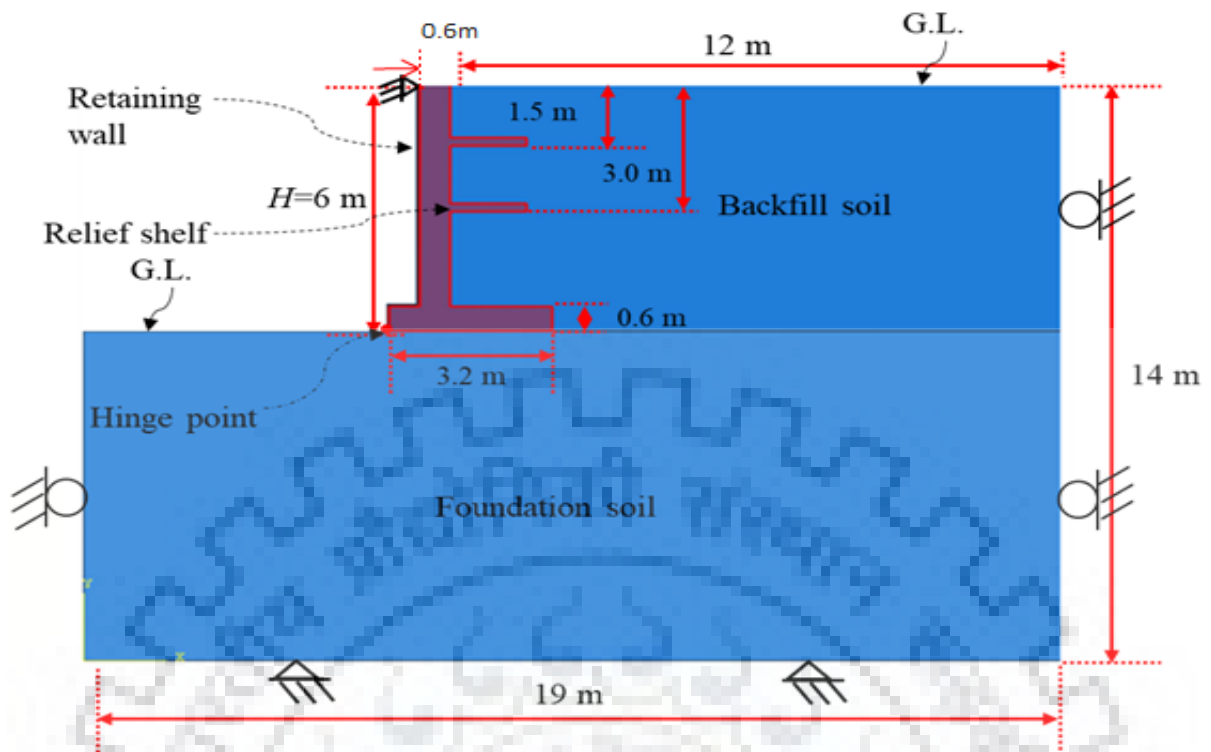 0.6m
G.L.
12 m
Retaining
wall
1.5 m
3.0 m
H=6 m
Backfill soil
Relief shelf
G.L.
0.6 m
3.2 m
14 m
Hinge point
Foundation soil
Y
X
19 m